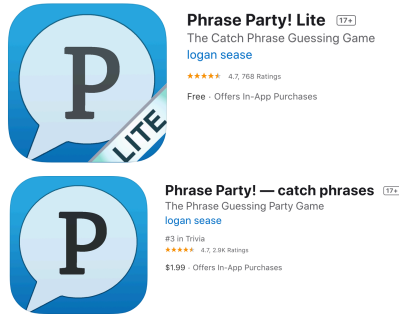 P
LITE
Phrase Party! Lite 17+
The Catch Phrase Guessing Game
logan sease
4.7, 768 Ratings
Free · Offers In-App Purchases
P
Phrase Party! — catch phrases 17+
The Phrase Guessing Party Game
logan sease
#3 in Trivia
4.7, 2.9K Ratings
$1.99 · Offers In-App Purchases